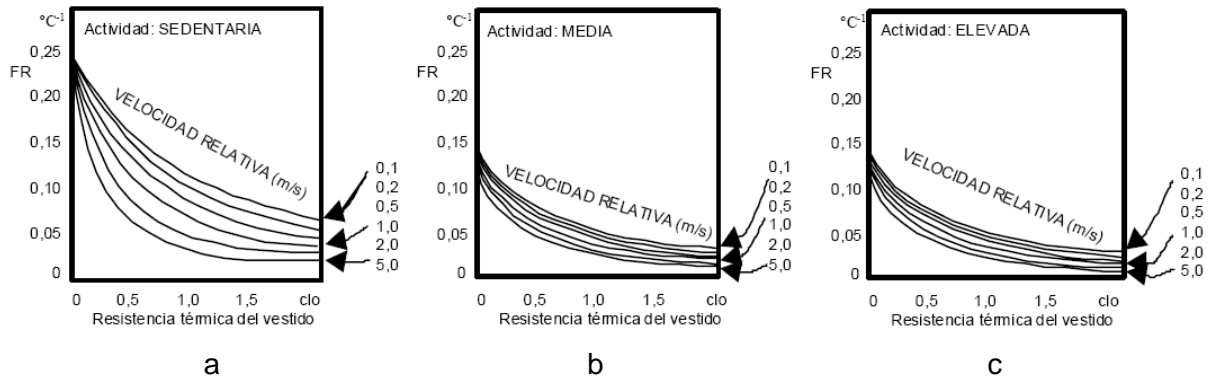 °C-1
Actividad: SEDENTARIA
0,25
FR
0,20
0,15
0,10
0,05
0
VELOCIDAD RELATIVA (m/s)
0,1
0,2
0,5
1,0
2,0
5,0
0 0,5 1,0 1,5 clo
Resistencia térmica del vestido
a
°C-1
Actividad: MEDIA
0,25
FR
0,20
0,15
0,10
0,05
0
VELOCIDAD RELATIVA (m/s)
0,1
0,2
0,5
1,0
2,0
5,0
0 0,5 1,0 1,5 clo
Resistencia térmica del vestido
b
°C-1
Actividad: ELEVADA
0,25
FR
0,20
0,15
0,10
0,05
0
VELOCIDAD RELATIVA (m/s)
0,1
0,2
0,5
1,0
2,0
5,0
0 0,5 1,0 1,5 clo
Resistencia térmica del vestido
c